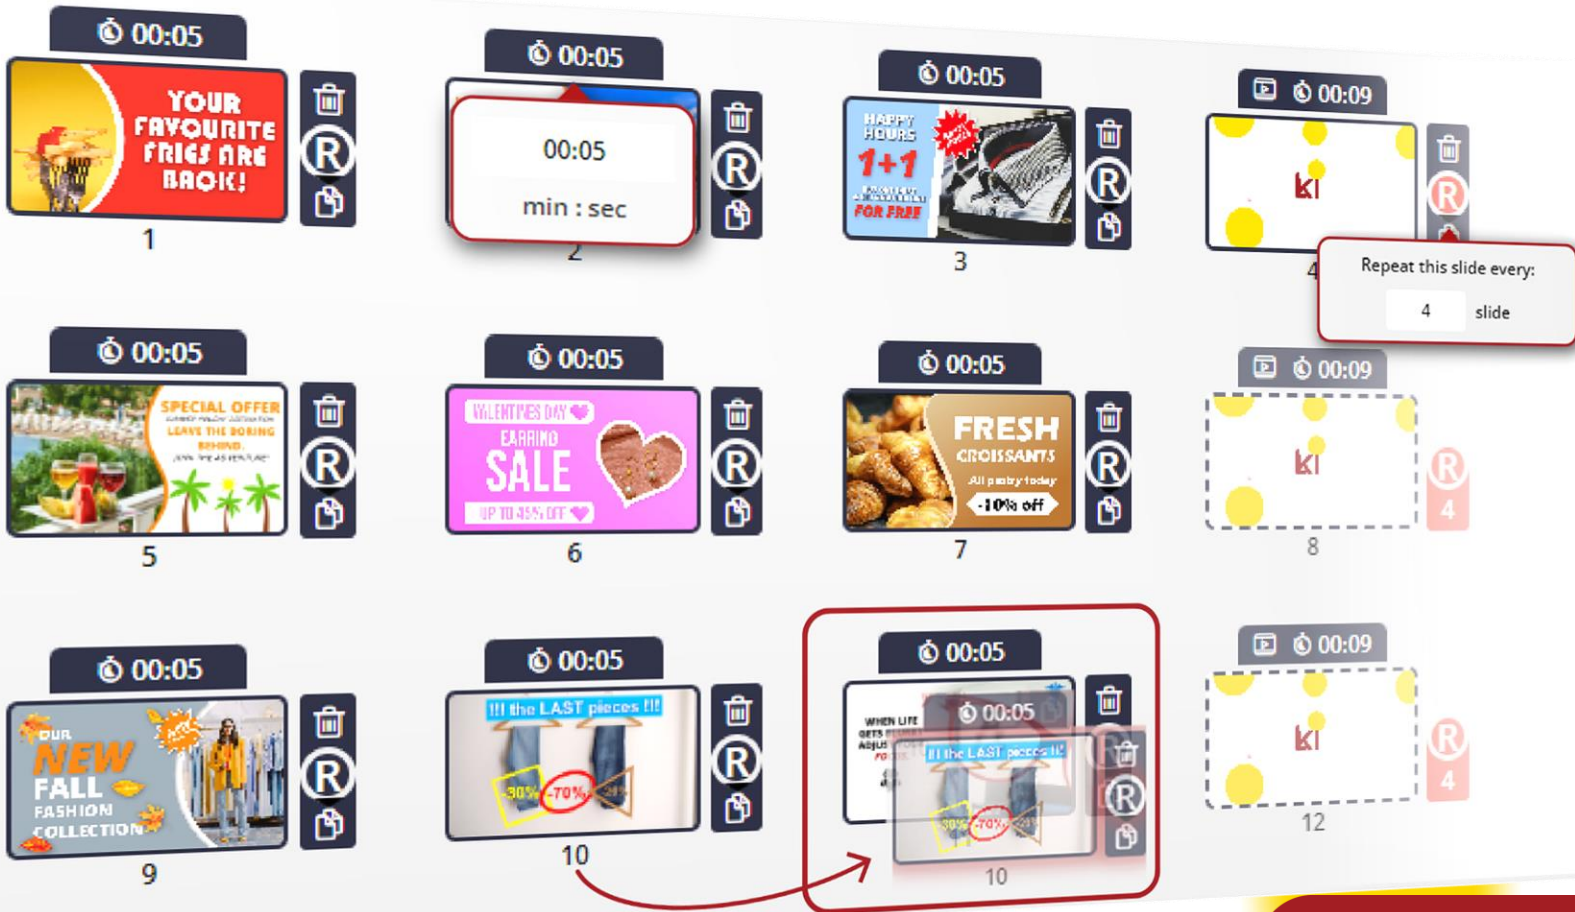 00:05
YOUR
FAVOURITE
FRIES ARE
BACK!
R
1
00:05
00:05
min : sec
R
2
00:05
HAPPY
HOURS
1+1
FOR FREE
R
3
00:09
ki
R
4
Repeat this slide every:
4 slide
00:05
SPECIAL OFFER
LEAVE THE BORING
BEHIND.
R
5
00:05
VALENTINES DAY
EARRING
SALE
UP TO 45% OFF
R
6
00:05
FRESH
CROISSANTS
All pastry today
-10% off
R
7
00:09
ki
R
4
8
00:05
OUR
NEW
FALL
FASHION
COLLECTION
R
9
00:05
!!! the LAST pieces !!!
-30%
-70%
R
10
00:05
WHEN LIFE
GETS
00:05
!!! the LAST pieces !!!
-30%
-70%
R
10
00:09
ki
R
4
12